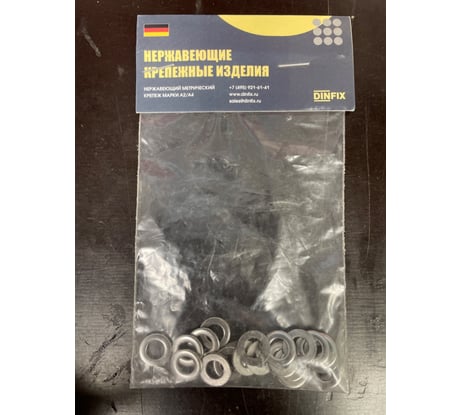 НЕРЖАВЕЮЩИЕ
КРЕПЕЖНЫЕ ИЗДЕЛИЯ
НЕРЖАВЕЮЩИЙ МЕТРИЧЕСКИЙ
КРЕПЕЖ МАРКИ А2/А4
+7 (495) 921-41-61
www.dinfix.ru
sales@dinfix.ru
DINFIX